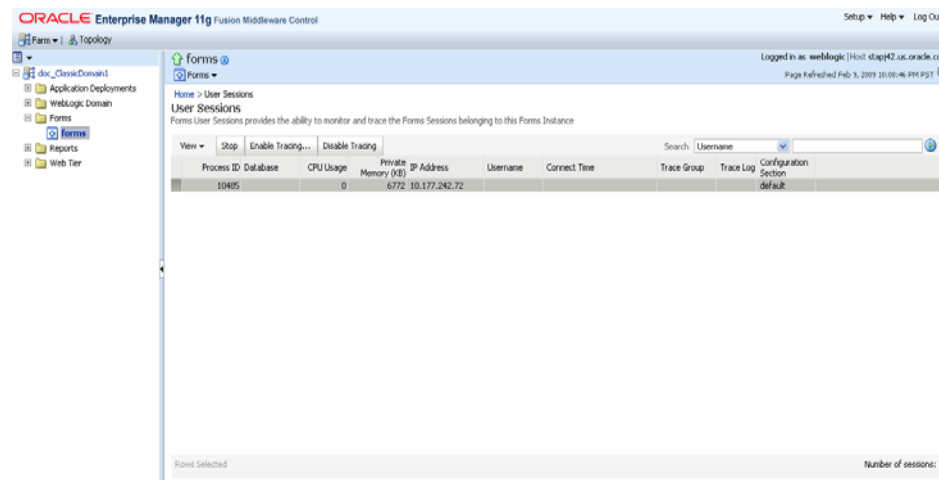 ORACLE Enterprise Manager 11g Fusion Middleware Control
Setup Help Log Ou
Farm | Topology
forms
Logged in as weblogic | Host stapj42.us.oracle.co
Forms
Page Refreshed Feb 9, 2009 10:00:46 PM PST
doc_ClassicDomain1
Application Deployments
WebLogic Domain
Forms
forms
Reports
Web Tier
Home > User Sessions
User Sessions
Forms User Sessions provides the ability to monitor and trace the Forms Sessions belonging to this Forms Instance
View Stop Enable Tracing... Disable Tracing Search Username
Process ID Database CPU Usage Private Memory (KB) IP Address Username Connect Time Trace Group Trace Log Configuration Section
10485 0 6772 10.177.242.72 default
Rows Selected
Number of sessions: